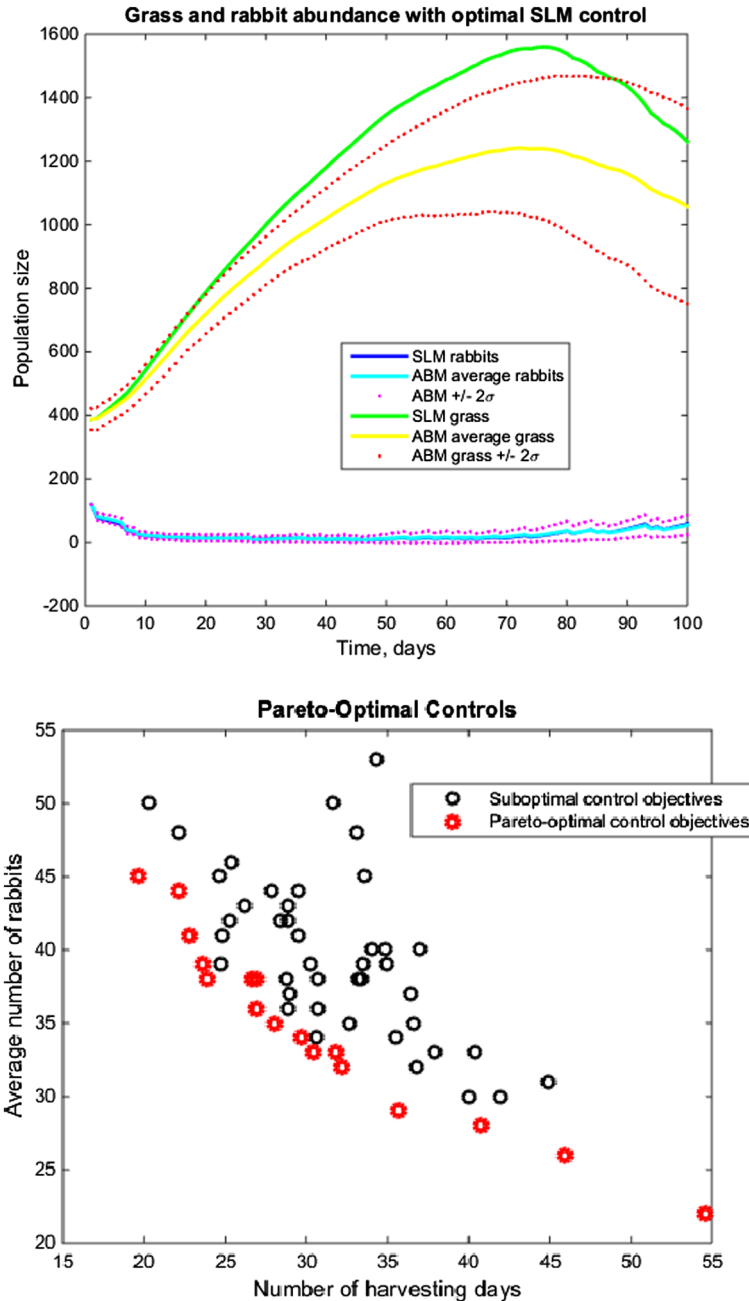 Grass and rabbit abundance with optimal SLM control
1600
1400
1200
1000
800
600
400
200
0
-200
Population size
SLM rabbits
ABM average rabbits
ABM +/- 2σ
SLM grass
ABM average grass
ABM grass +/- 2σ
0 10 20 30 40 50 60 70 80 90 100
Time, days
Pareto-Optimal Controls
55
50
45
40
35
30
25
20
Average number of rabbits
Suboptimal control objectives
Pareto-optimal control objectives
15 20 25 30 35 40 45 50 55
Number of harvesting days